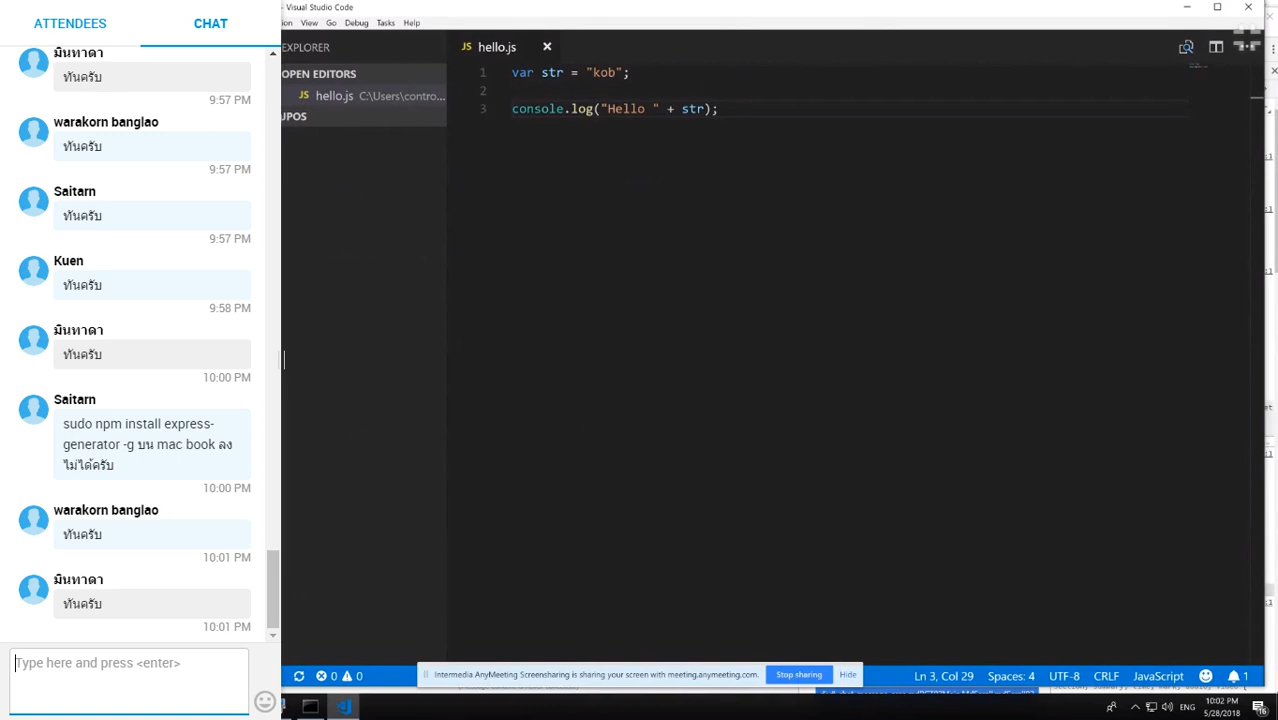 ATTENDEES
CHAT
มินทาดา
ทันครับ
9:57 PM
warakorn banglao
ทันครับ
9:57 PM
Saitarn
ทันครับ
9:57 PM
Kuen
ทันครับ
9:58 PM
มินทาดา
ทันครับ
10:00 PM
Saitarn
sudo npm install express-
generator -g บน mac book ลง
ไม่ได้ครับ
10:00 PM
warakorn banglao
ทันครับ
10:01 PM
มินทาดา
ทันครับ
10:01 PM
Type here and press <enter>
- Visual Studio Code
ion View Go Debug Tasks Help
EXPLORER
OPEN EDITORS
JS hello.js C:\Users\contro...
UPOS
JS hello.js
1 var str = "kob";
2
3 console.log("Hello " + str);
0 0
Intermedia AnyMeeting Screensharing is sharing your screen with meeting.anymeeting.com.
Stop sharing
Hide
Ln 3, Col 29 Spaces: 4 UTF-8 CRLF JavaScript 1
ENG
10:02 PM
5/28/2018
16